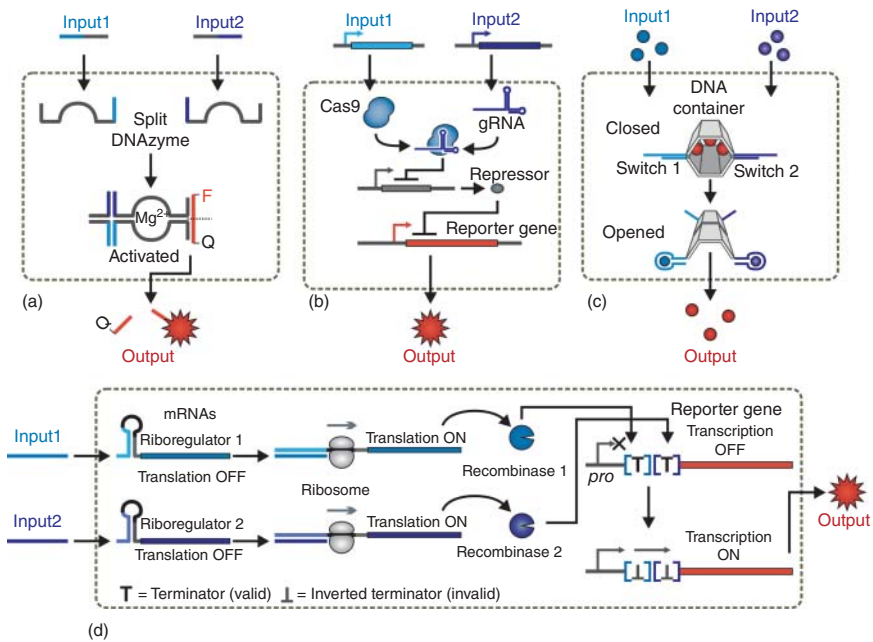 Input1
Input2
Split
DNAzyme
Mg2+
F
Q
Activated
(a)
Q
Output
Input1
Input2
Cas9
gRNA
Repressor
Reporter gene
(b)
Output
Input1
Input2
DNA
container
Closed
Switch 1
Switch 2
Opened
(c)
Output
mRNAs
Input1
Riboregulator 1
Translation OFF
Translation ON
Recombinase 1
Ribosome
Input2
Riboregulator 2
Translation OFF
Translation ON
Recombinase 2
Reporter gene
Transcription
OFF
pro
[T] [T]
Transcription
ON
[⊥] [⊥]
Output
T = Terminator (valid) ⊥ = Inverted terminator (invalid)
(d)